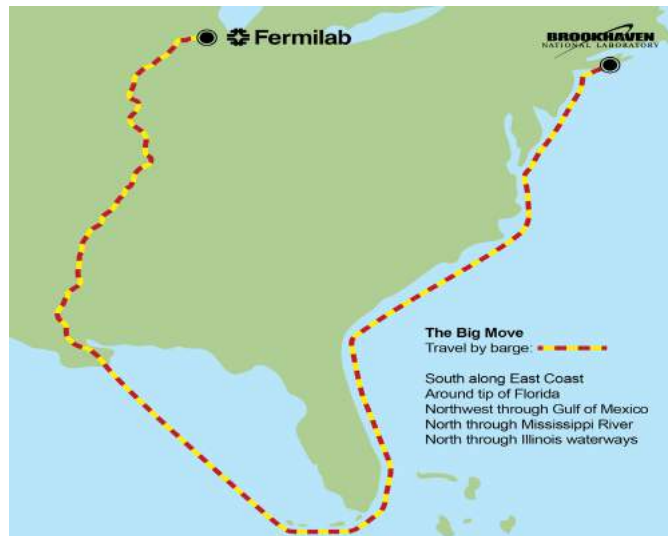 Fermilab
BROOKHAVEN
NATIONAL LABORATORY
The Big Move
Travel by barge:
South along East Coast
Around tip of Florida
Northwest through Gulf of Mexico
North through Mississippi River
North through Illinois waterways